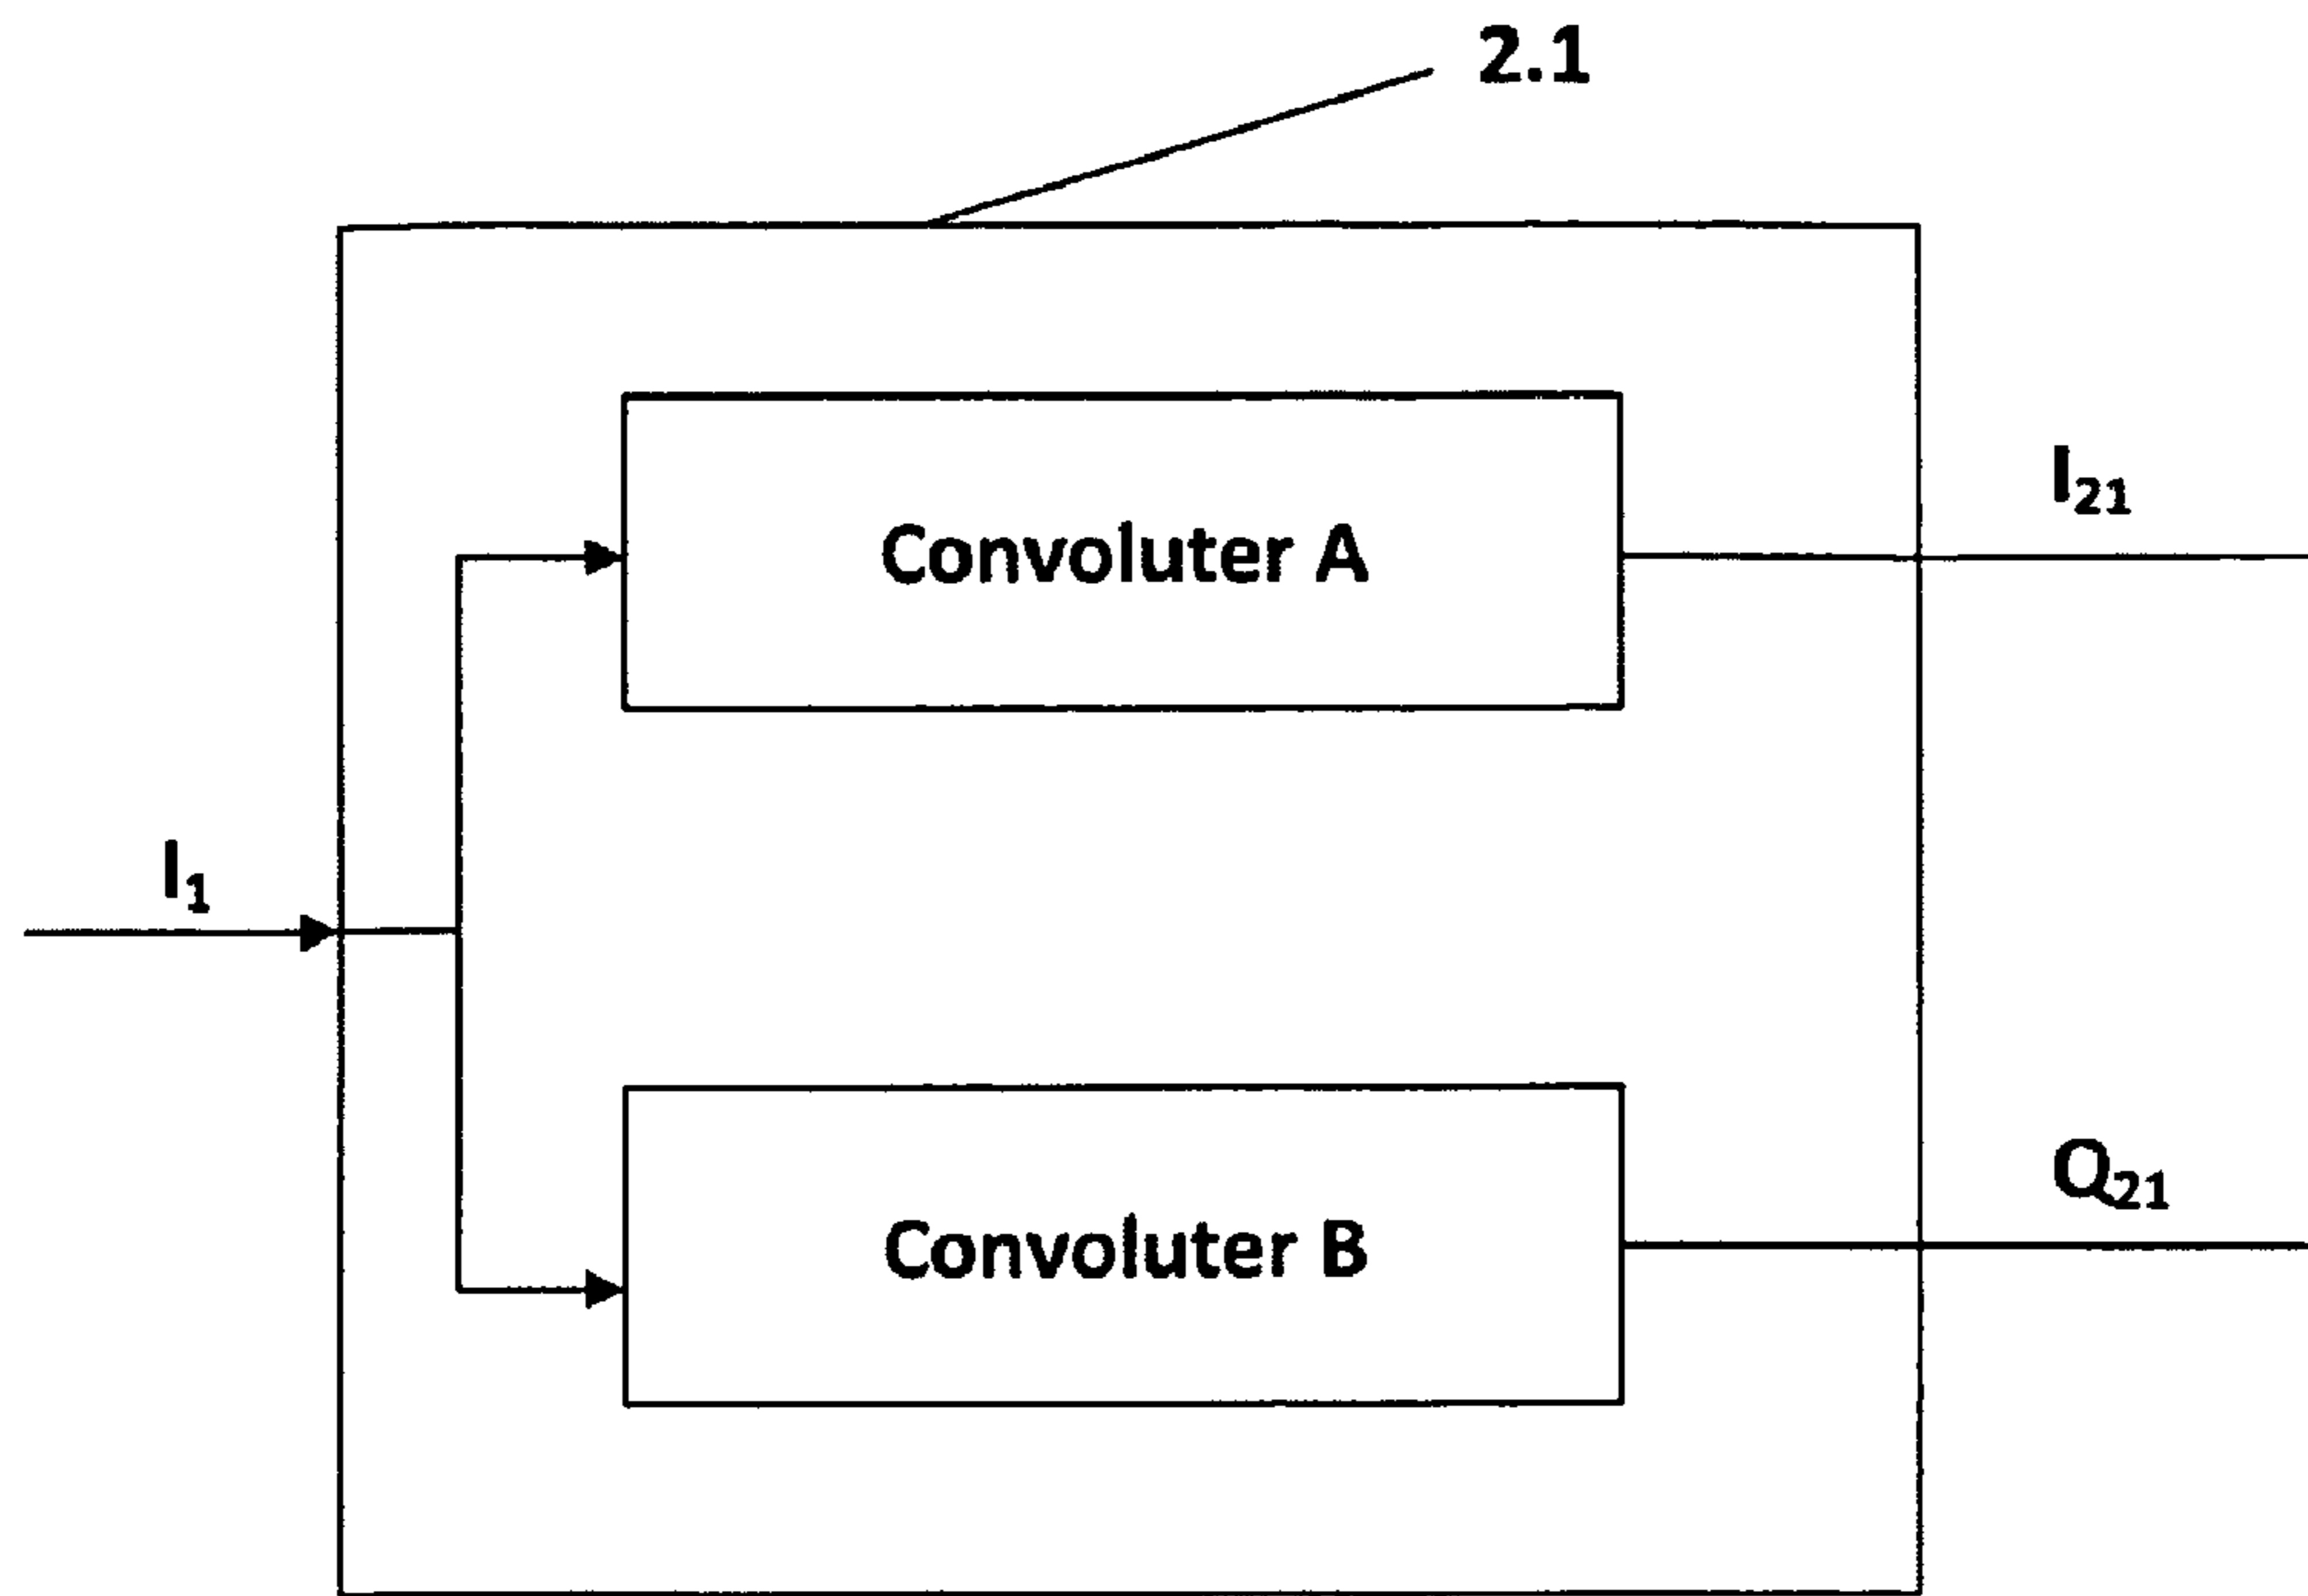 2.1
Convoluter A
I₂₁
I₁
Convoluter B
Q₂₁